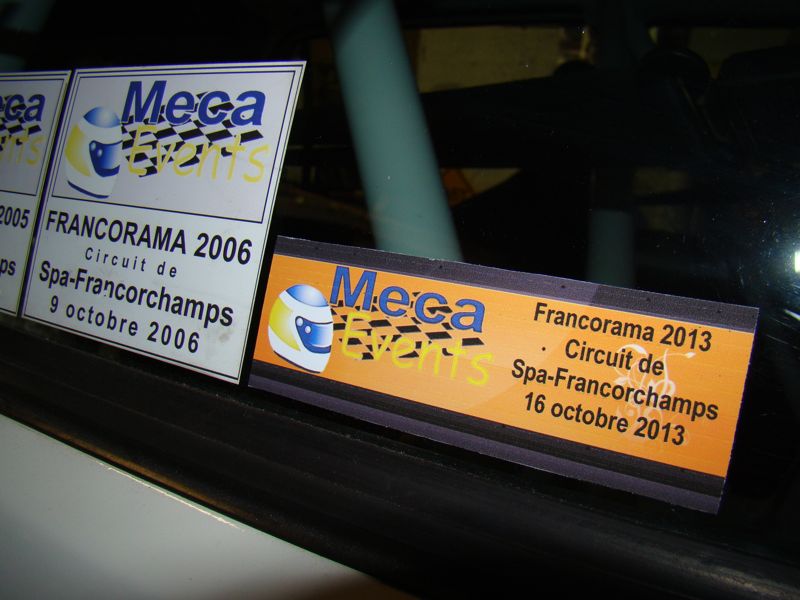 Meca
Events
2005
Meca
Events
FRANCORAMA 2006
Circuit de
Spa-Francorchamps
9 octobre 2006
Meca
Events
Francorama 2013
Circuit de
Spa-Francorchamps
16 octobre 2013